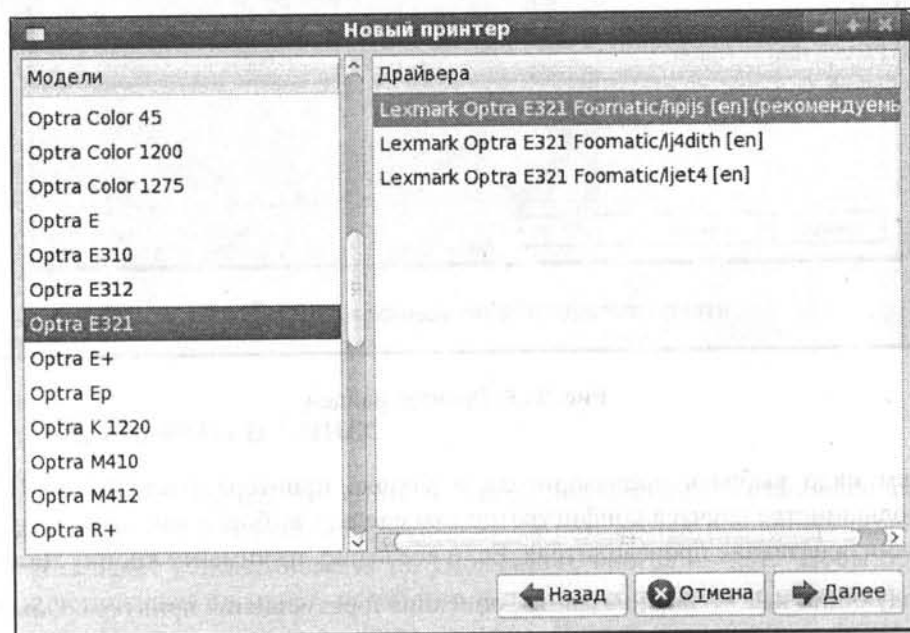 Новый принтер
Модели
Optra Color 45
Optra Color 1200
Optra Color 1275
Optra E
Optra E310
Optra E312
Optra E321
Optra E+
Optra Ep
Optra K 1220
Optra M410
Optra M412
Optra R+
Драйвера
Lexmark Optra E321 Foomatic/hpijs [en] (рекомендуемы
Lexmark Optra E321 Foomatic/lj4dith [en]
Lexmark Optra E321 Foomatic/ljet4 [en]
Назад
Отмена
Далее